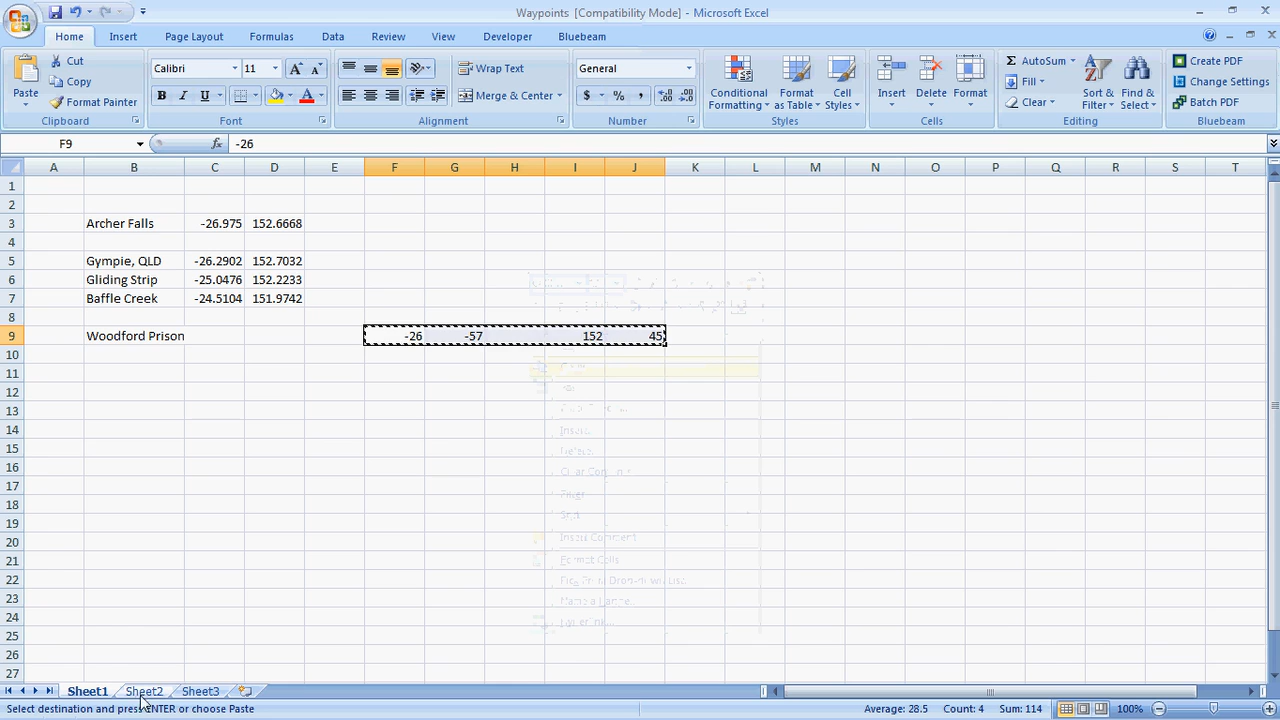 Waypoints [Compatibility Mode] - Microsoft Excel
Home Insert Page Layout Formulas Data Review View Developer Bluebeam
Paste Cut Copy Format Painter Clipboard
Calibri 11 B I U Font
Wrap Text Merge & Center Alignment
General $ % , Number
Conditional Formatting Format as Table Cell Styles Styles
Insert Delete Format Cells
AutoSum Fill Clear Sort & Filter Find & Select Editing
Create PDF Change Settings Batch PDF Bluebeam
F9 fx -26
A B C D E F G H I J K L M N O P Q R S T
1
2
3 Archer Falls -26.975 152.6668
4
5 Gympie, QLD -26.2902 152.7032
6 Gliding Strip -25.0476 152.2233
7 Baffle Creek -24.5104 151.9742
8
9 Woodford Prison -26 -57 152 45
10
11
12
13
14
15
16
17
18
19
20
21
22
23
24
25
26
27
Insert Comment
Format Cells
Sheet1 Sheet2 Sheet3
Select destination and press ENTER or choose Paste Average: 28.5 Count: 4 Sum: 114 100%